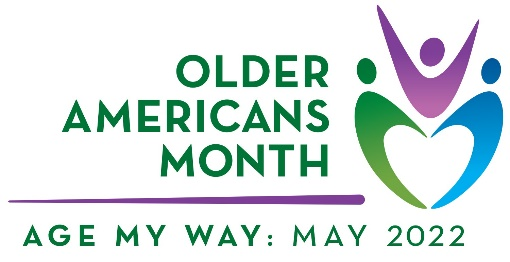 OLDER
AMERICANS
MONTH
AGE MY WAY: MAY 2022